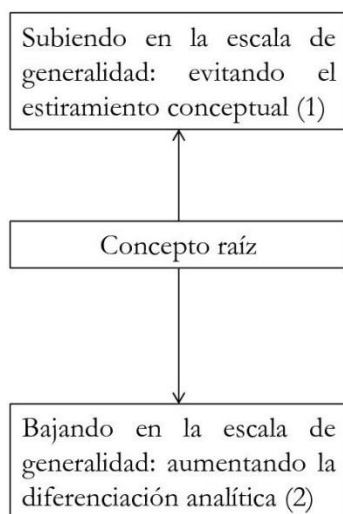 Subiendo en la escala de
generalidad: evitando el
estiramiento conceptual (1)
Concepto raíz
Bajando en la escala de
generalidad: aumentando la
diferenciación analítica (2)